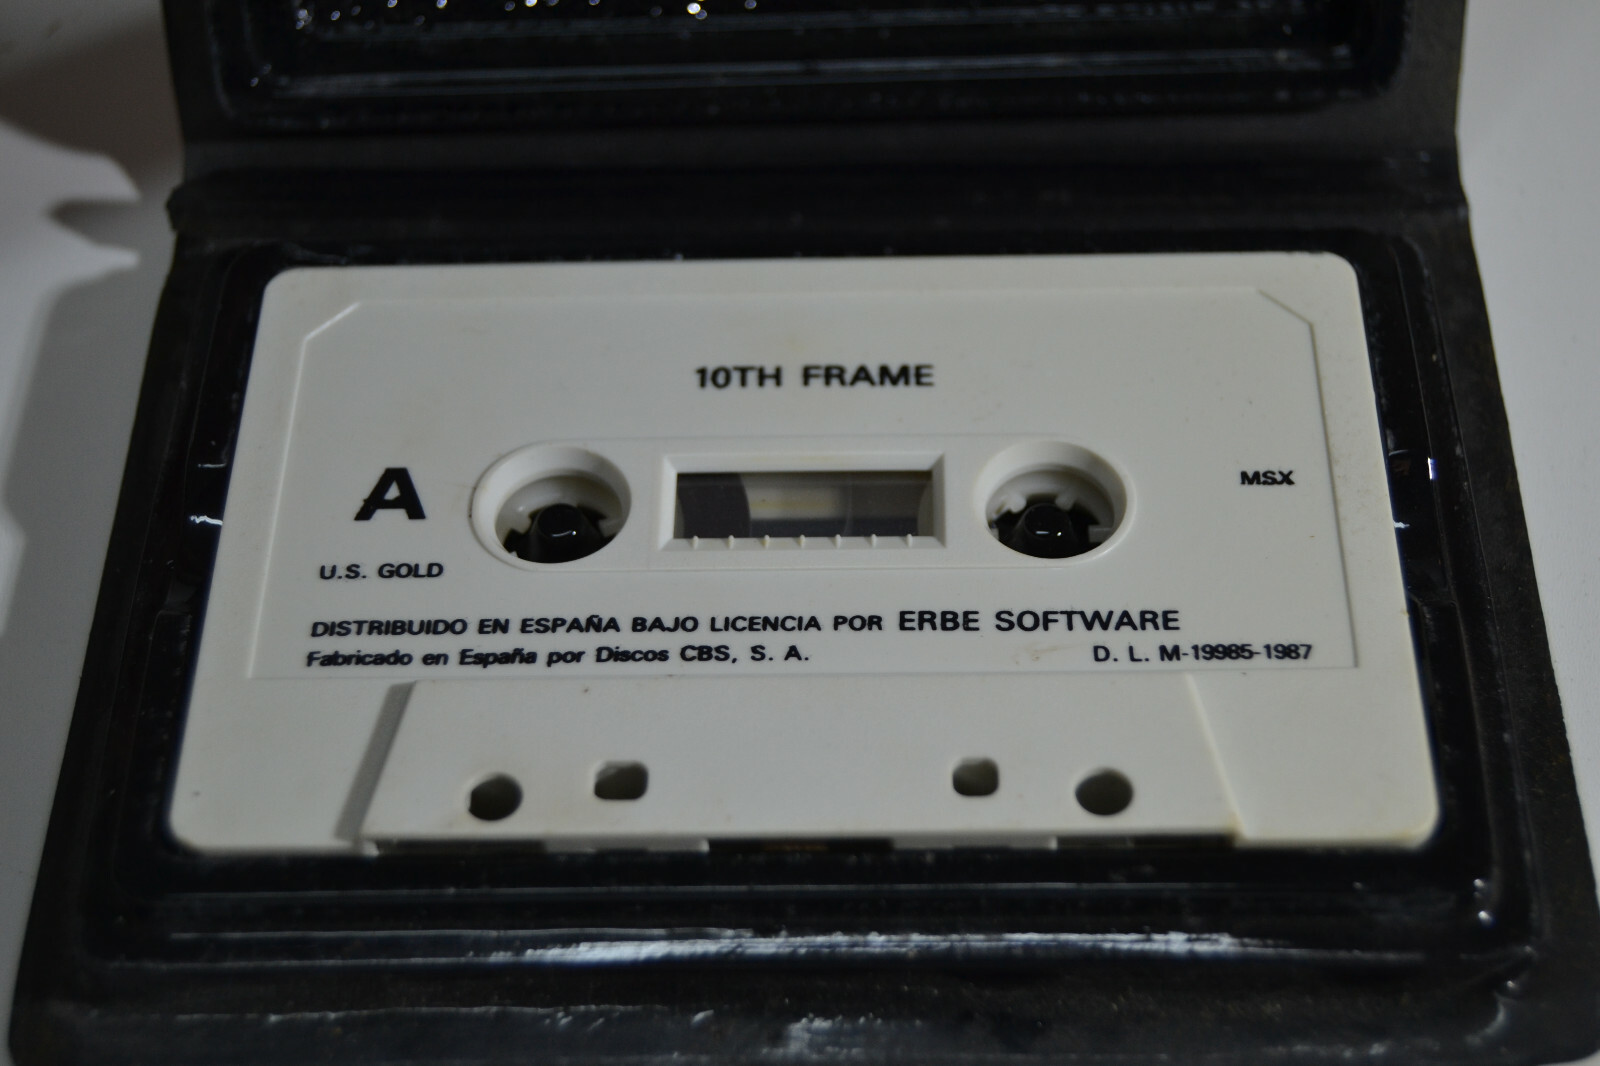 10TH FRAME
A
MSX
U.S. GOLD
DISTRIBUIDO EN ESPAÑA BAJO LICENCIA POR ERBE SOFTWARE
Fabricado en España por Discos CBS, S. A.
D. L. M-19985-1987